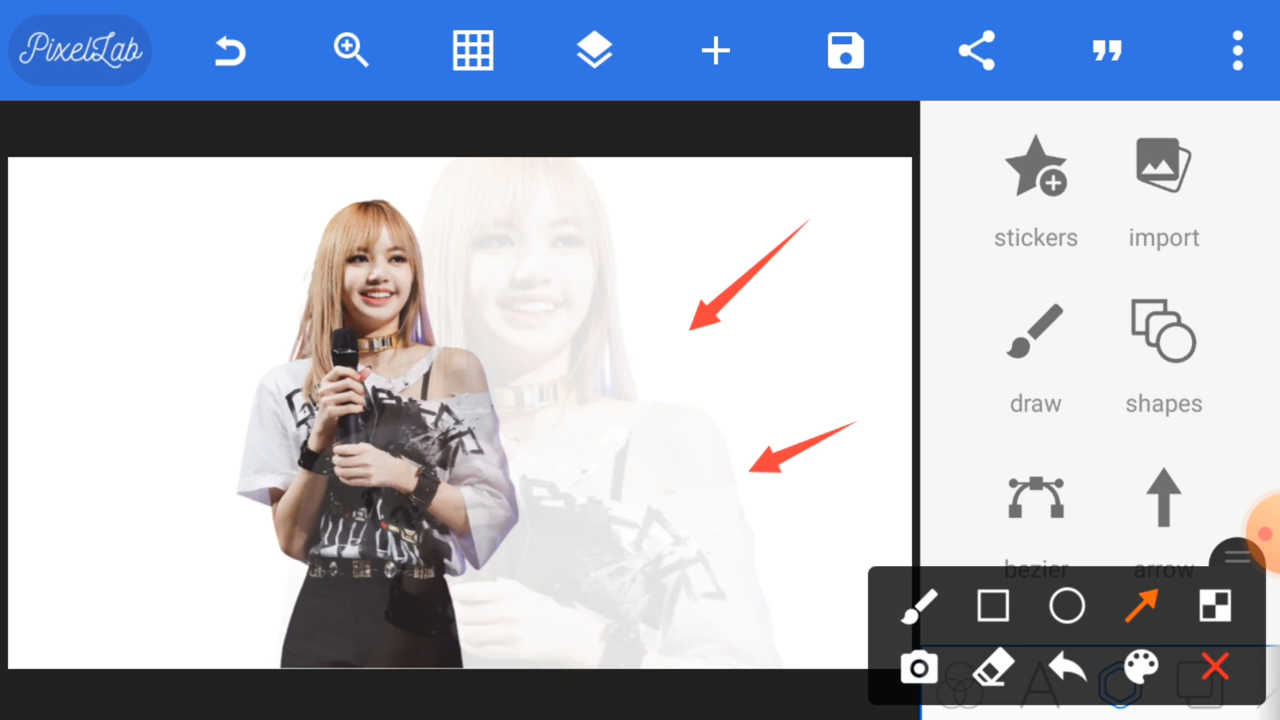 PixelLab
stickers
import
draw
shapes
bezier
arrow